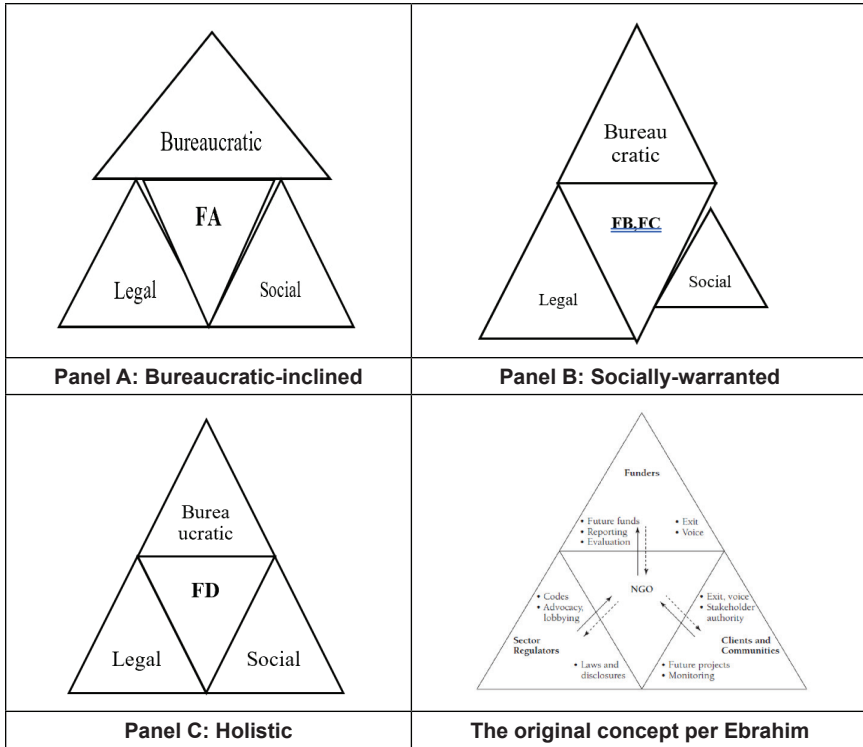 Bureaucratic
FA
Legal
Social
Panel A: Bureaucratic-inclined
Bureau
cratic
FB,FC
Legal
Social
Panel B: Socially-warranted
Burea
ucratic
FD
Legal
Social
Panel C: Holistic
Funders
• Future funds
• Reporting
• Evaluation
• Exit
• Voice
NGO
• Codes
• Advocacy,
lobbying
• Exit, voice
• Stakeholder
authority
Sector
Regulators
Clients and
Communities
• Laws and
disclosures
• Future projects
• Monitoring
The original concept per Ebrahim